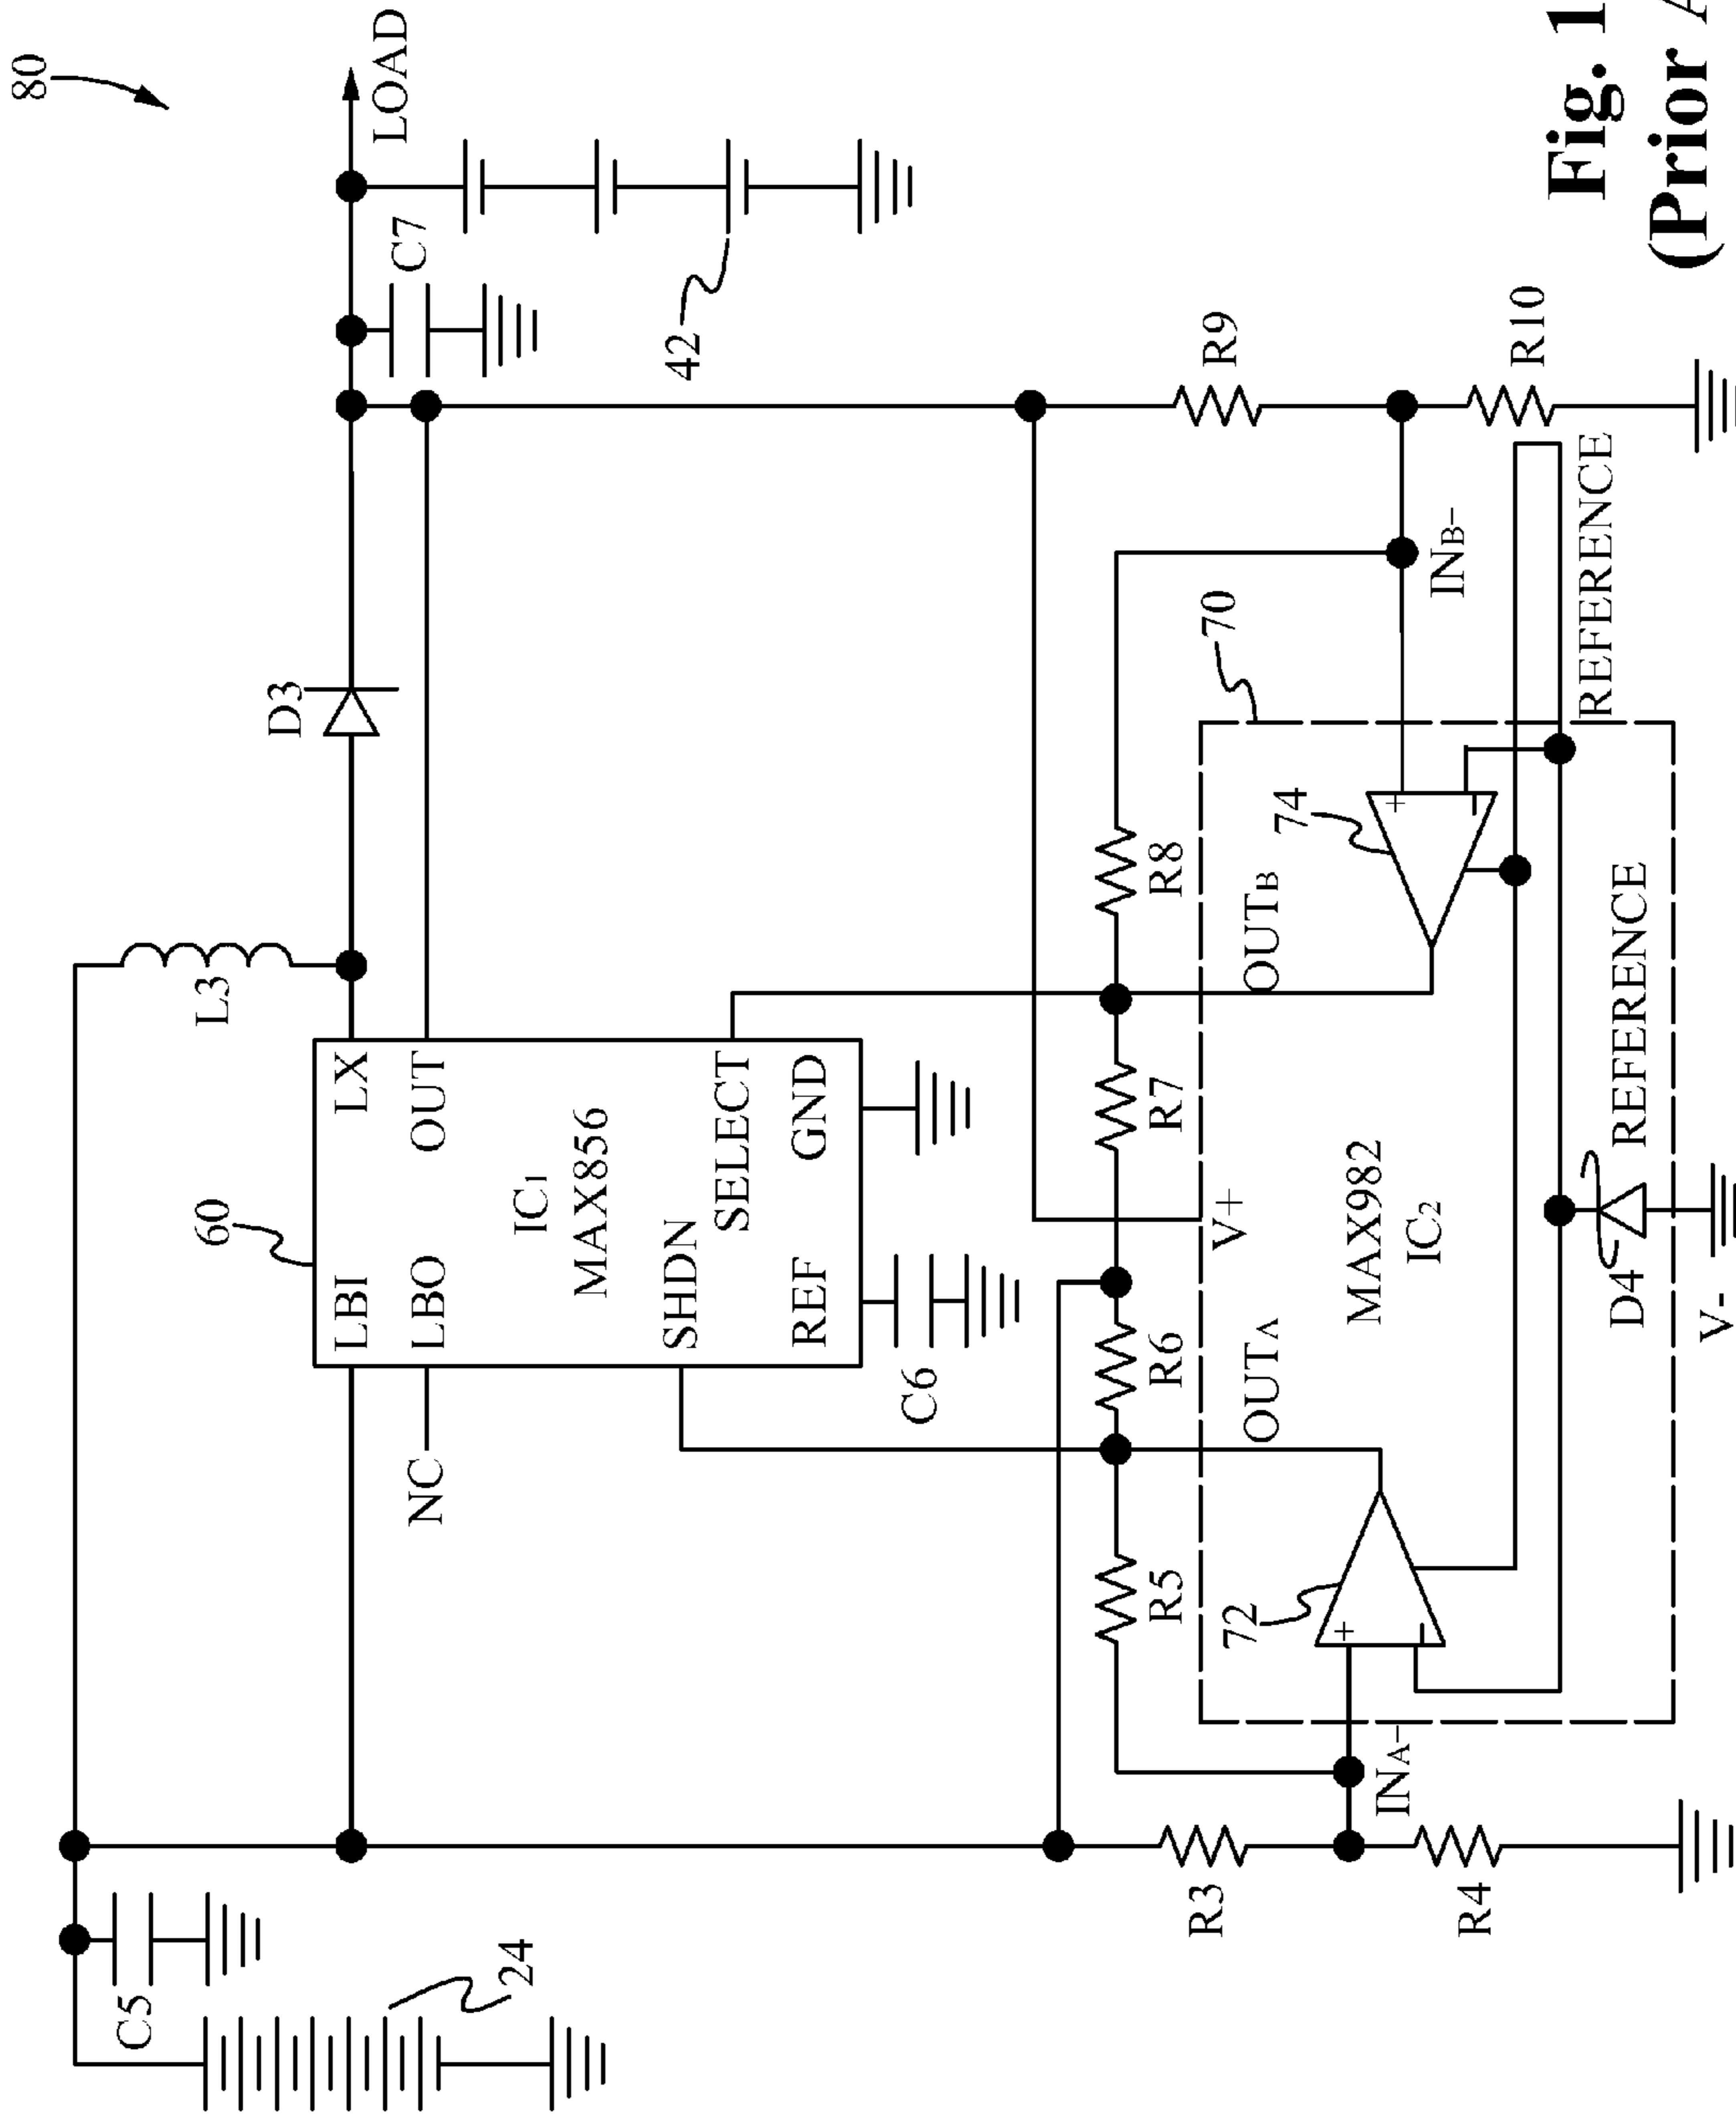 80
LOAD
C7
42
D3
L3
60
LBI
LX
LBO
OUT
NC
IC1
MAX856
SHDN
SELECT
REF
GND
C6
C5
24
R3
R4
R5
R6
R7
R8
R9
R10
INA-
INB-
OUTA
OUTB
V+
70
72
74
MAX982
IC2
REFERENCE
REFERENCE
D4
V-
Fig. 1
(Prior A